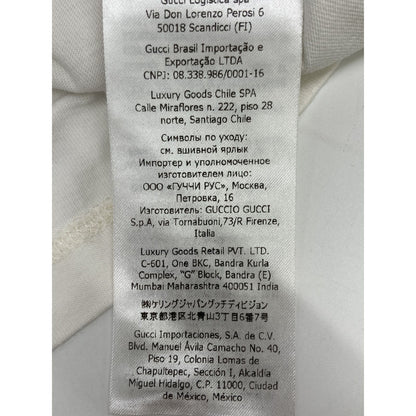 Gucci Logistica spa
Via Don Lorenzo Perosi 6
50018 Scandicci (FI)
Gucci Brasil Importação e
Exportação LTDA
CNPJ: 08.338.986/0001-16
Luxury Goods Chile SPA
Calle Miraflores n. 222, piso 28
norte, Santiago Chile
Символы по уходу:
см. вшивной ярлык
Импортер и уполномоченное
изготовителем лицо:
ООО «ГУЧЧИ РУС», Москва,
Петровка, 16
Изготовитель: GUCCIO GUCCI
S.p.A, via Tornabuoni,73/R Firenze,
Italia
Luxury Goods Retail PVT. LTD.
C-601, One BKC, Bandra Kurla
Complex, "G" Block, Bandra (E)
Mumbai Maharashtra 400051 India
㈱ケリングジャパングッチディビジョン
東京都港区北青山3丁目6番7号
Gucci Importaciones, S.A. de C.V.
Blvd. Manuel Ávila Camacho No. 40,
Piso 19, Colonia Lomas de
Chapultepec, Sección I, Alcaldía
Miguel Hidalgo, C.P. 11000, Ciudad
de México